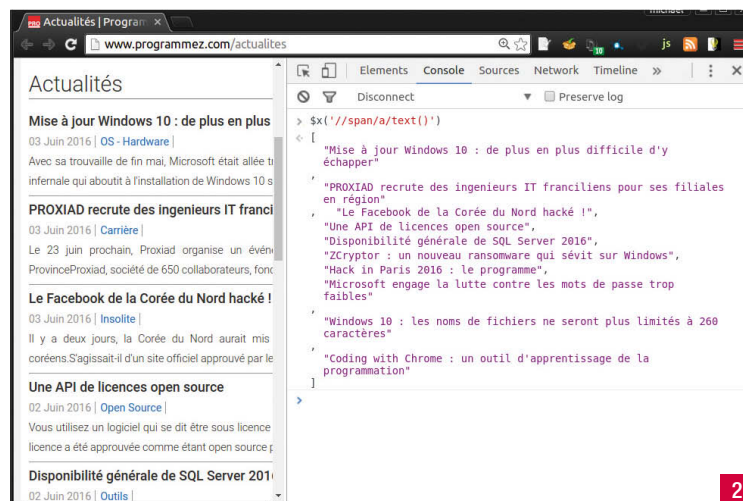 michael
PRO Actualités | Program ×
www.programmez.com/actualites
10
js
Actualités
Mise à jour Windows 10 : de plus en plus
03 Juin 2016 | OS - Hardware |
Avec sa trouvaille de fin mai, Microsoft était allée
infernale qui aboutit à l'installation de Windows 10 s
PROXIAD recrute des ingenieurs IT franci
03 Juin 2016 | Carrière |
Le 23 juin prochain, Proxiad organise un évén
ProvinceProxiad, société de 650 collaborateurs, fond
Le Facebook de la Corée du Nord hacké !
03 Juin 2016 | Insolite |
Il y a deux jours, la Corée du Nord aurait mis
coréens.S'agissait-il d'un site officiel approuvé par le
Une API de licences open source
02 Juin 2016 | Open Source |
Vous utilisez un logiciel qui se dit être sous licence
licence a été approuvée comme étant open source p
Disponibilité générale de SQL Server 201
02 Juin 2016 | Outils |
Elements Console Sources Network Timeline » ⋮ ×
Disconnect ▼ Preserve log
> $x('//span/a/text()')
[
"Mise à jour Windows 10 : de plus en plus difficile d'y
échapper"
,
"PROXIAD recrute des ingenieurs IT franciliens pour ses filiales
en région"
, "Le Facebook de la Corée du Nord hacké !",
"Une API de licences open source",
"Disponibilité générale de SQL Server 2016",
"ZCryptor : un nouveau ransomware qui sévit sur Windows",
"Hack in Paris 2016 : le programme",
"Microsoft engage la lutte contre les mots de passe trop
faibles"
,
"Windows 10 : les noms de fichiers ne seront plus limités à 260
caractères"
,
"Coding with Chrome : un outil d'apprentissage de la
programmation"
]
>
2